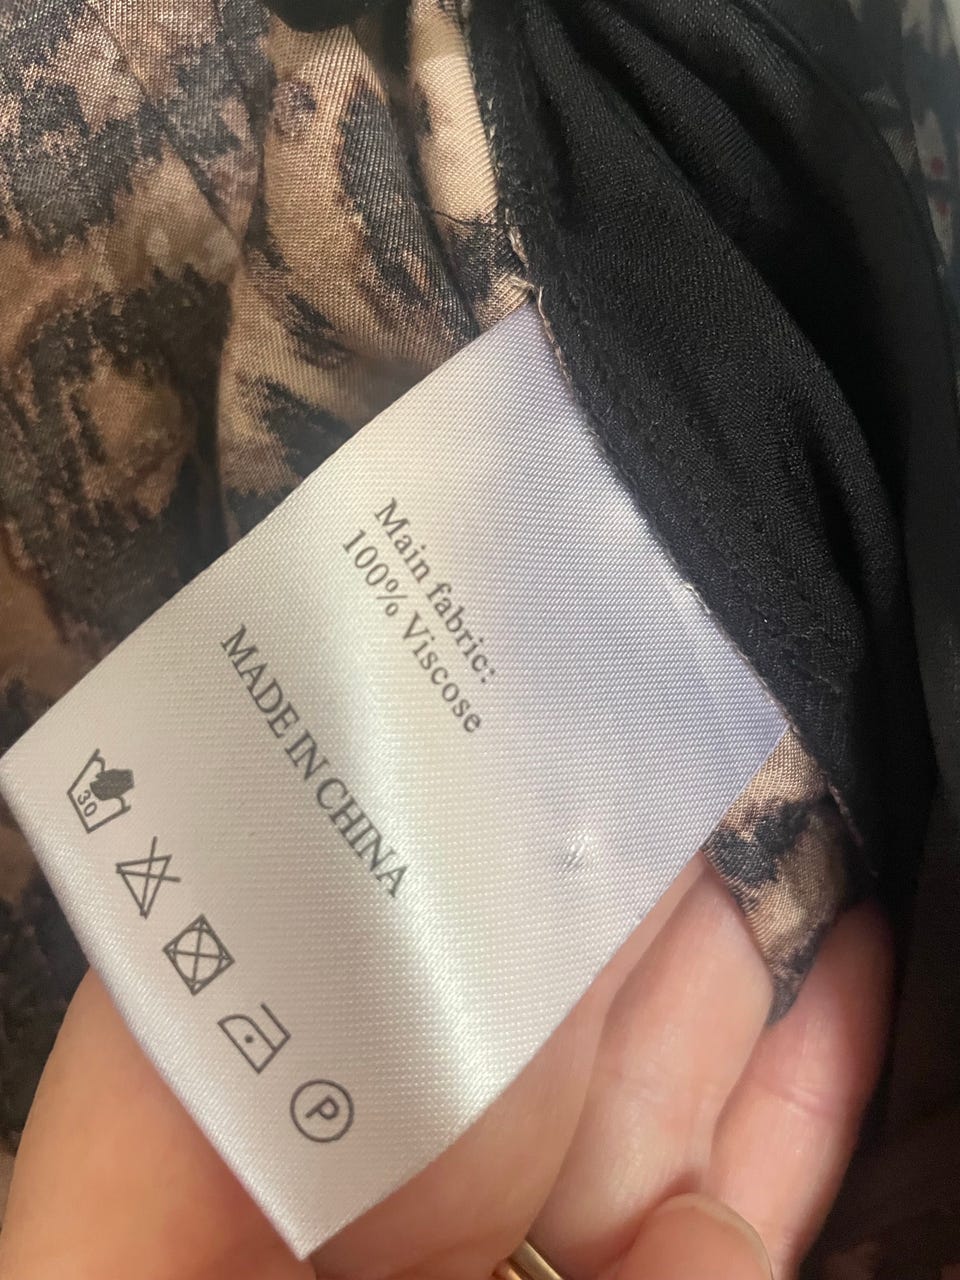 Main fabric:
100% Viscose
MADE IN CHINA
30
P